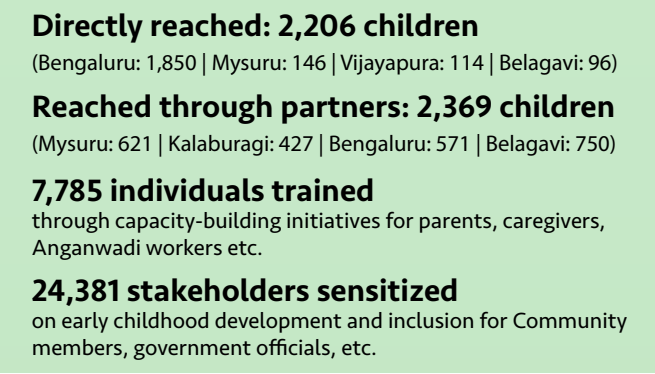 Directly reached: 2,206 children
(Bengaluru: 1,850 | Mysuru: 146 | Vijayapura: 114 | Belagavi: 96)
Reached through partners: 2,369 children
(Mysuru: 621 | Kalaburagi: 427 | Bengaluru: 571 | Belagavi: 750)
7,785 individuals trained
through capacity-building initiatives for parents, caregivers,
Anganwadi workers etc.
24,381 stakeholders sensitized
on early childhood development and inclusion for Community
members, government officials, etc.